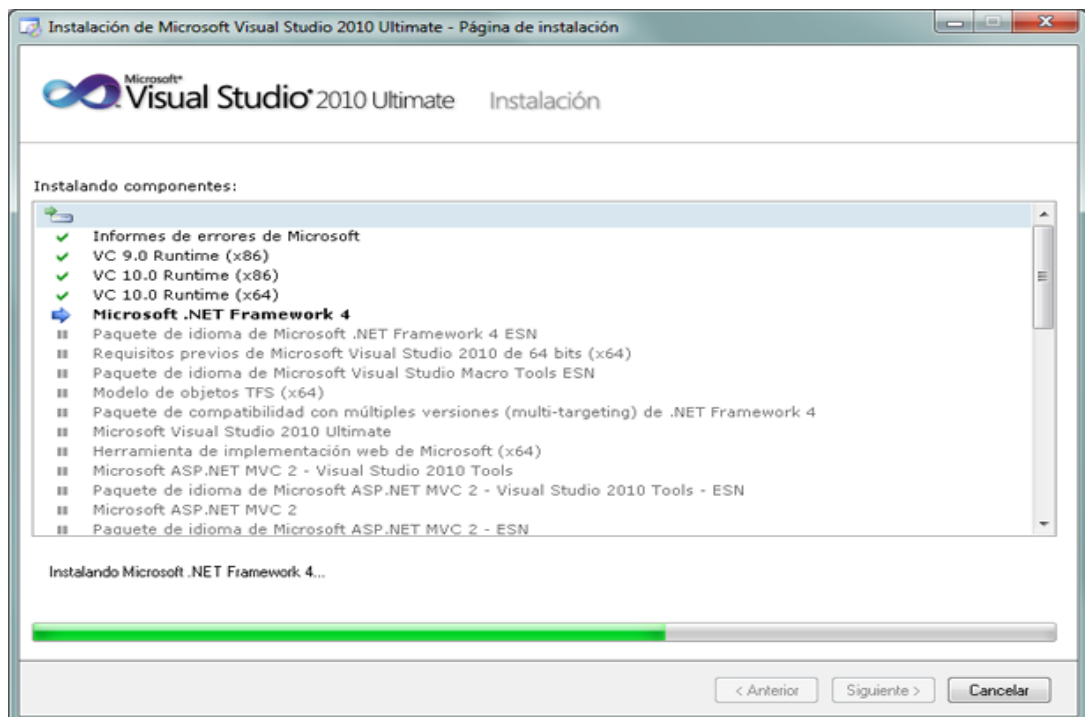 Instalación de Microsoft Visual Studio 2010 Ultimate - Página de instalación
Microsoft®
Visual Studio® 2010 Ultimate Instalación
Instalando componentes:
Informes de errores de Microsoft
VC 9.0 Runtime (x86)
VC 10.0 Runtime (x86)
VC 10.0 Runtime (x64)
Microsoft .NET Framework 4
Paquete de idioma de Microsoft .NET Framework 4 ESN
Requisitos previos de Microsoft Visual Studio 2010 de 64 bits (x64)
Paquete de idioma de Microsoft Visual Studio Macro Tools ESN
Modelo de objetos TFS (x64)
Paquete de compatibilidad con múltiples versiones (multi-targeting) de .NET Framework 4
Microsoft Visual Studio 2010 Ultimate
Herramienta de implementación web de Microsoft (x64)
Microsoft ASP.NET MVC 2 - Visual Studio 2010 Tools
Paquete de idioma de Microsoft ASP.NET MVC 2 - Visual Studio 2010 Tools - ESN
Microsoft ASP.NET MVC 2
Paquete de idioma de Microsoft ASP.NET MVC 2 - ESN
Instalando Microsoft .NET Framework 4...
< Anterior Siguiente > Cancelar